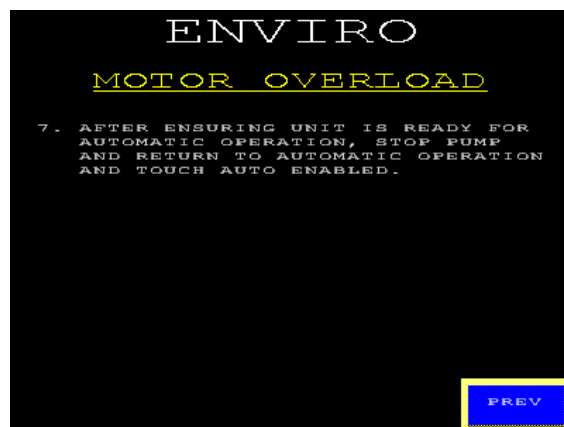 ENVIRO
MOTOR OVERLOAD
7. AFTER ENSURING UNIT IS READY FOR
AUTOMATIC OPERATION, STOP PUMP
AND RETURN TO AUTOMATIC OPERATION
AND TOUCH AUTO ENABLED.
PREV